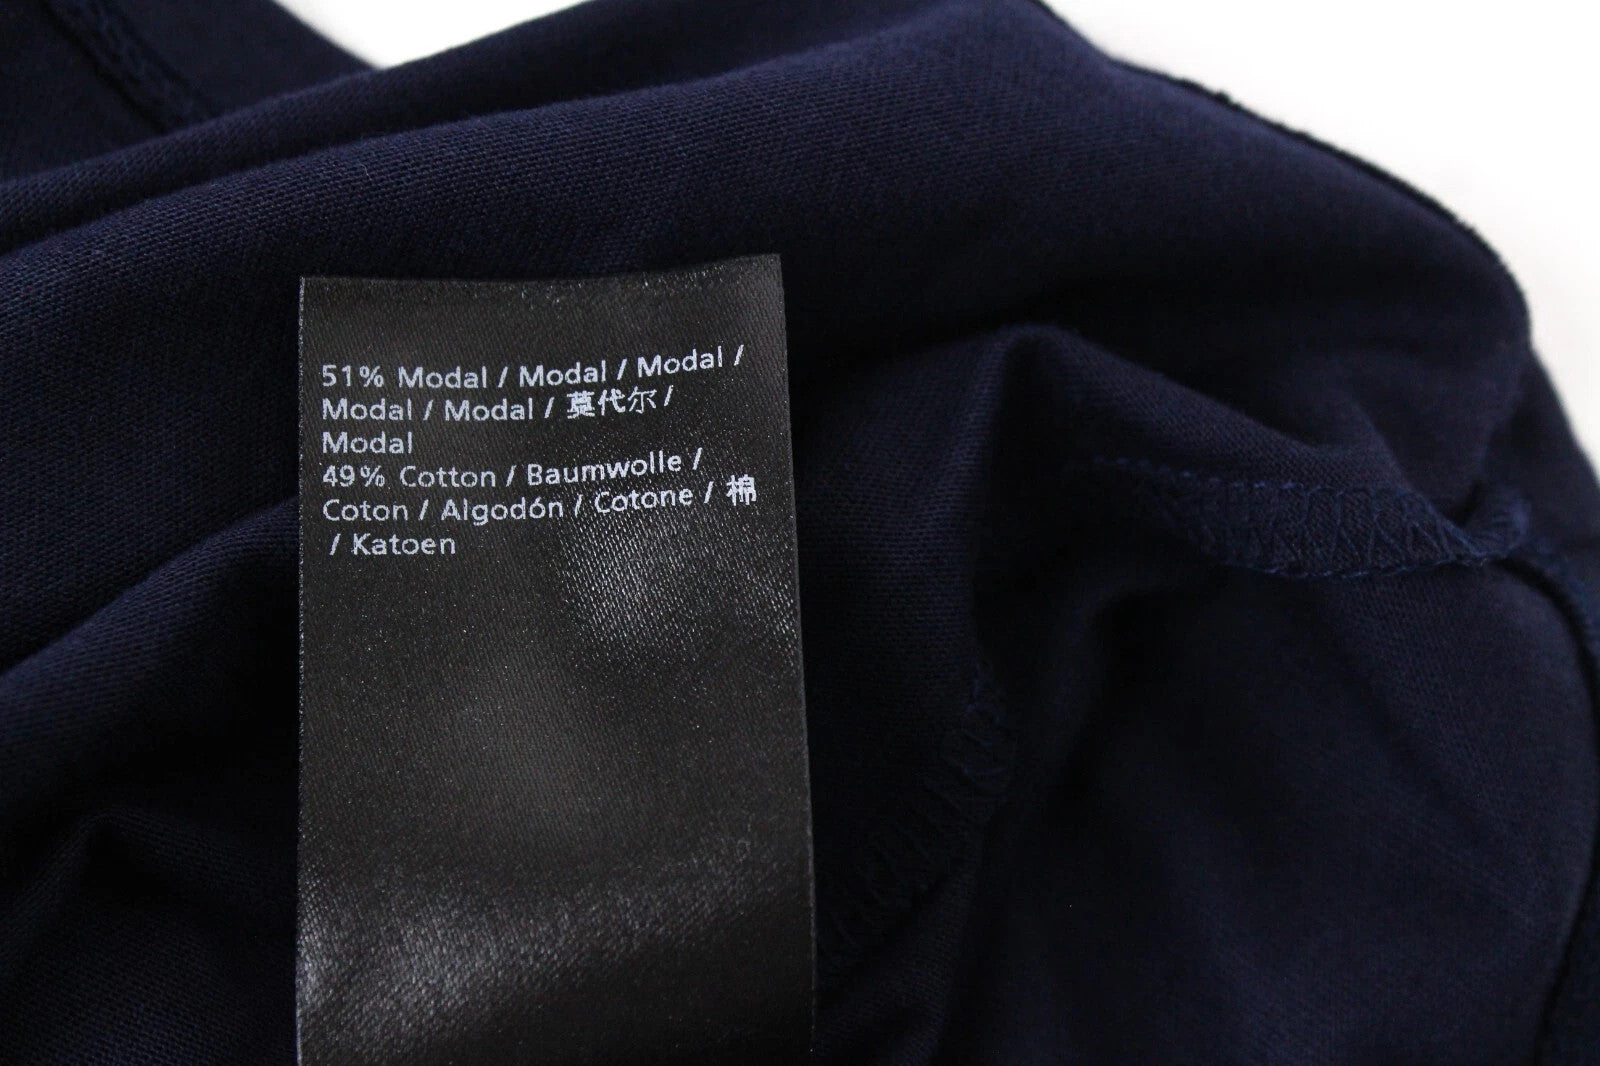 51% Modal / Modal / Modal /
Modal / Modal / 莫代尔 /
Modal
49% Cotton / Baumwolle /
Coton / Algodón / Cotone / 棉
/ Katoen